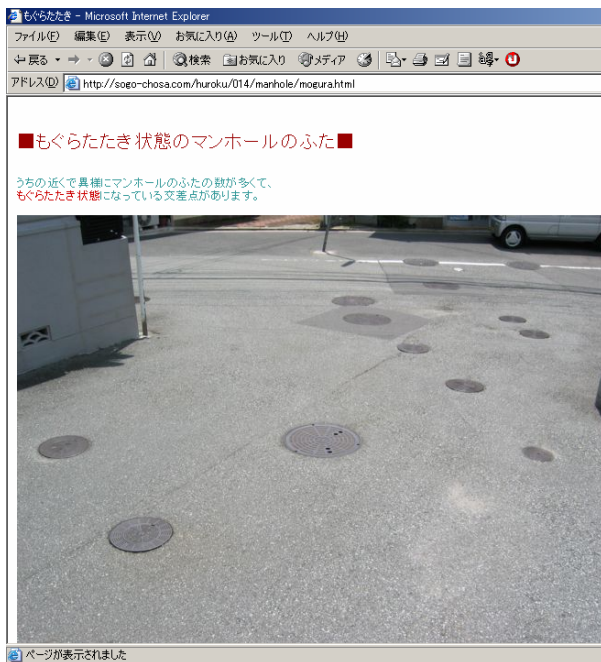 もぐらたたき - Microsoft Internet Explorer
ファイル(F) 編集(E) 表示(V) お気に入り(A) ツール(T) ヘルプ(H)
戻る 検索 お気に入り メディア
アドレス(D) http://sogo-chosa.com/huroku/014/manhole/mogura.html
■もぐらたたき状態のマンホールのふた■
うちの近くで異様にマンホールのふたの数が多くて、
もぐらたたき状態になっている交差点があります。
ページが表示されました